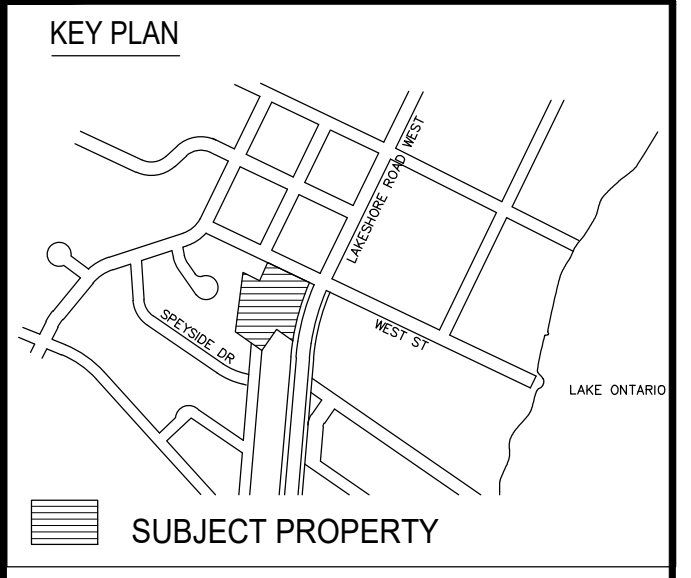 KEY PLAN
LAKESHORE ROAD WEST
SPEYSIDE DR
WEST ST
LAKE ONTARIO
SUBJECT PROPERTY